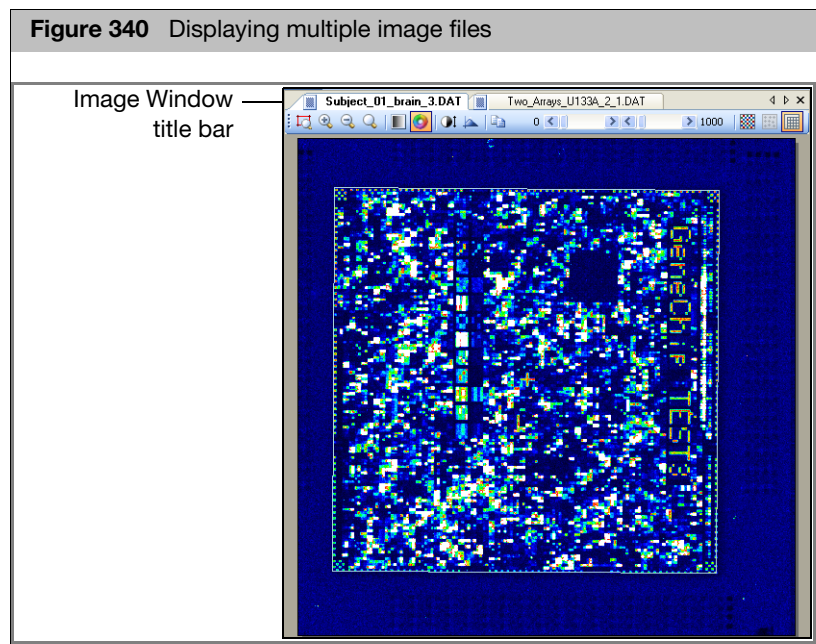 Figure 340 Displaying multiple image files
Image Window
title bar
Subject_01_brain_3.DAT
Two_Arrays_U133A_2_1.DAT
0
1000
GeneChip TEST3